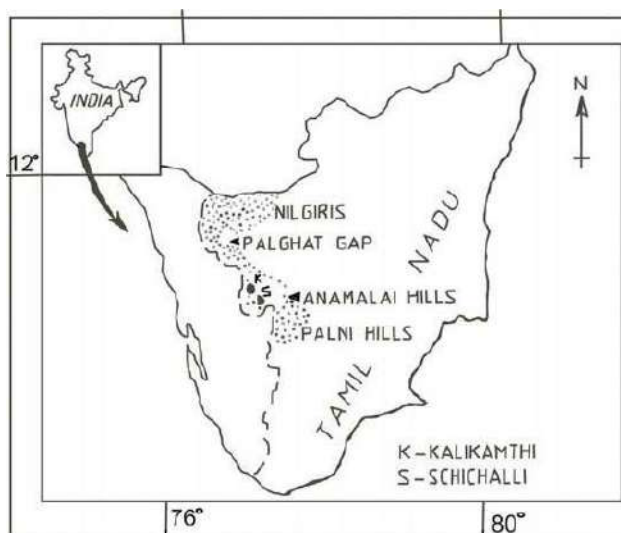 INDIA
N
12°
NILGIRIS
PALGHAT GAP
K
S
ANAMALAI HILLS
PALNI HILLS
TAMIL NADU
K-KALIKAMTHI
S-SCHICHALLI
76°
80°